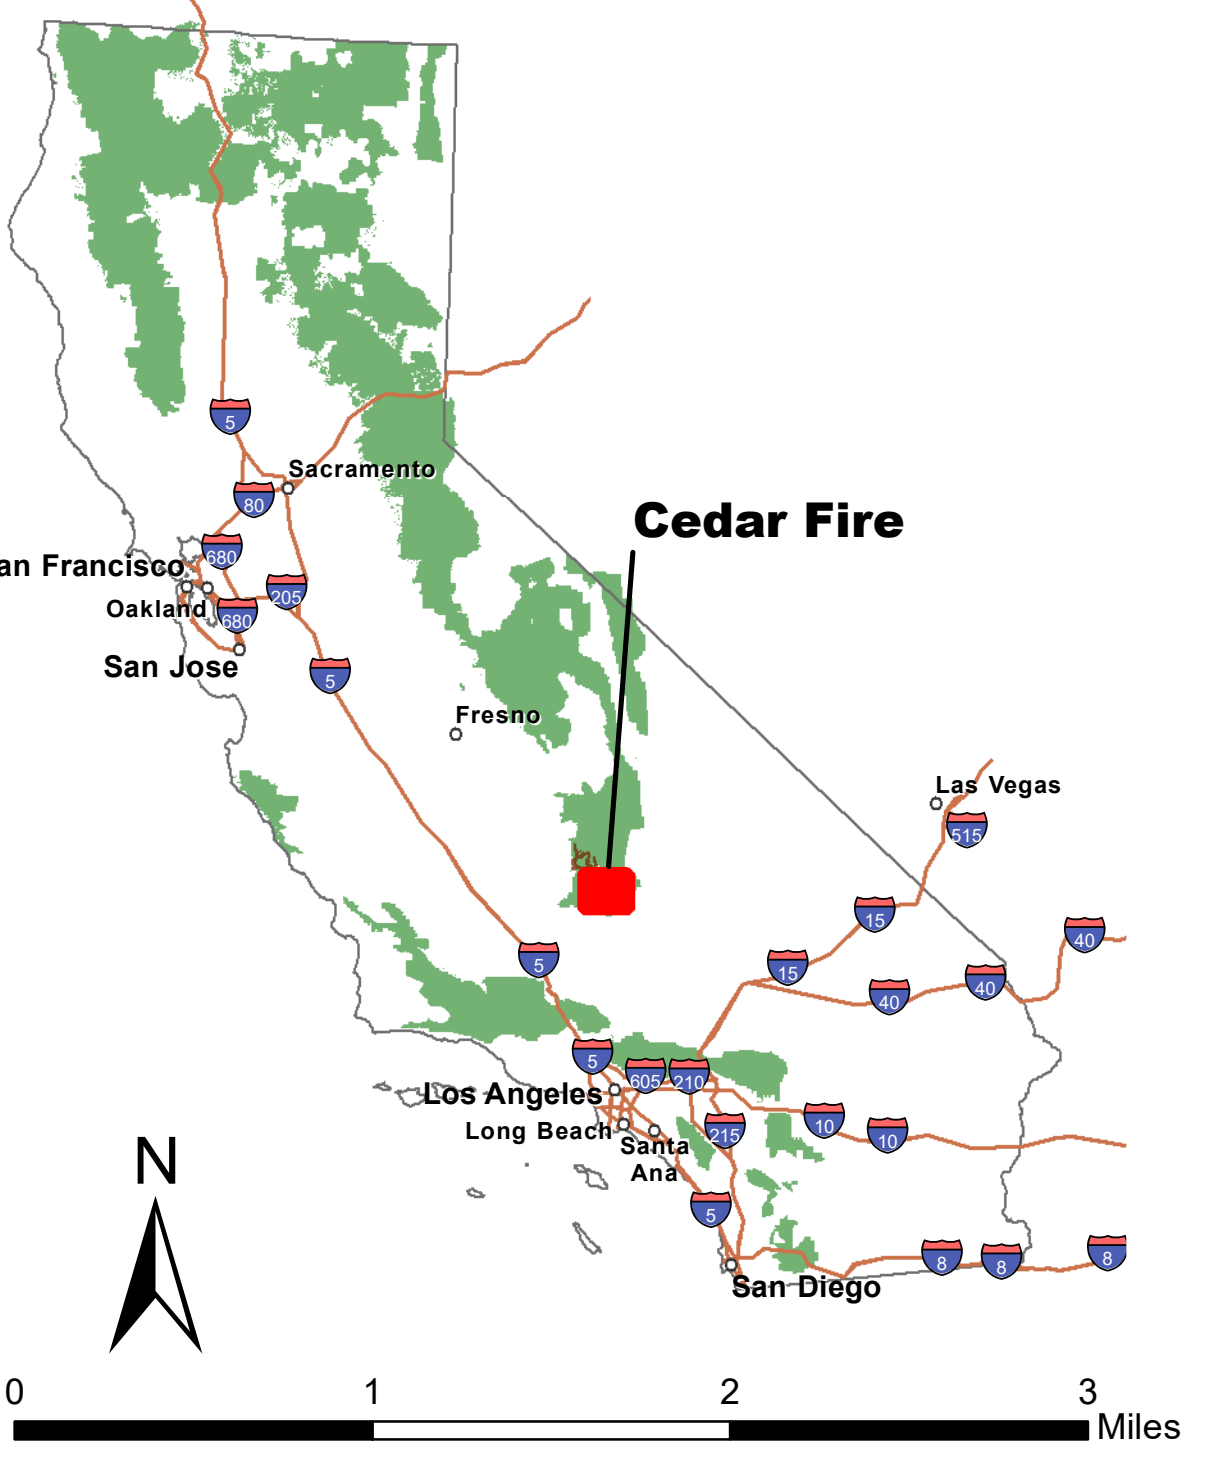 5
Sacramento
80
Cedar Fire
680
an Francisco
205
Oakland
680
San Jose
5
Fresno
Las Vegas
515
15
40
5
15
40
40
5
605
210
Los Angeles
10
Long Beach
215
10
Santa
Ana
N
5
8
8
8
San Diego
0 1 2 3
Miles